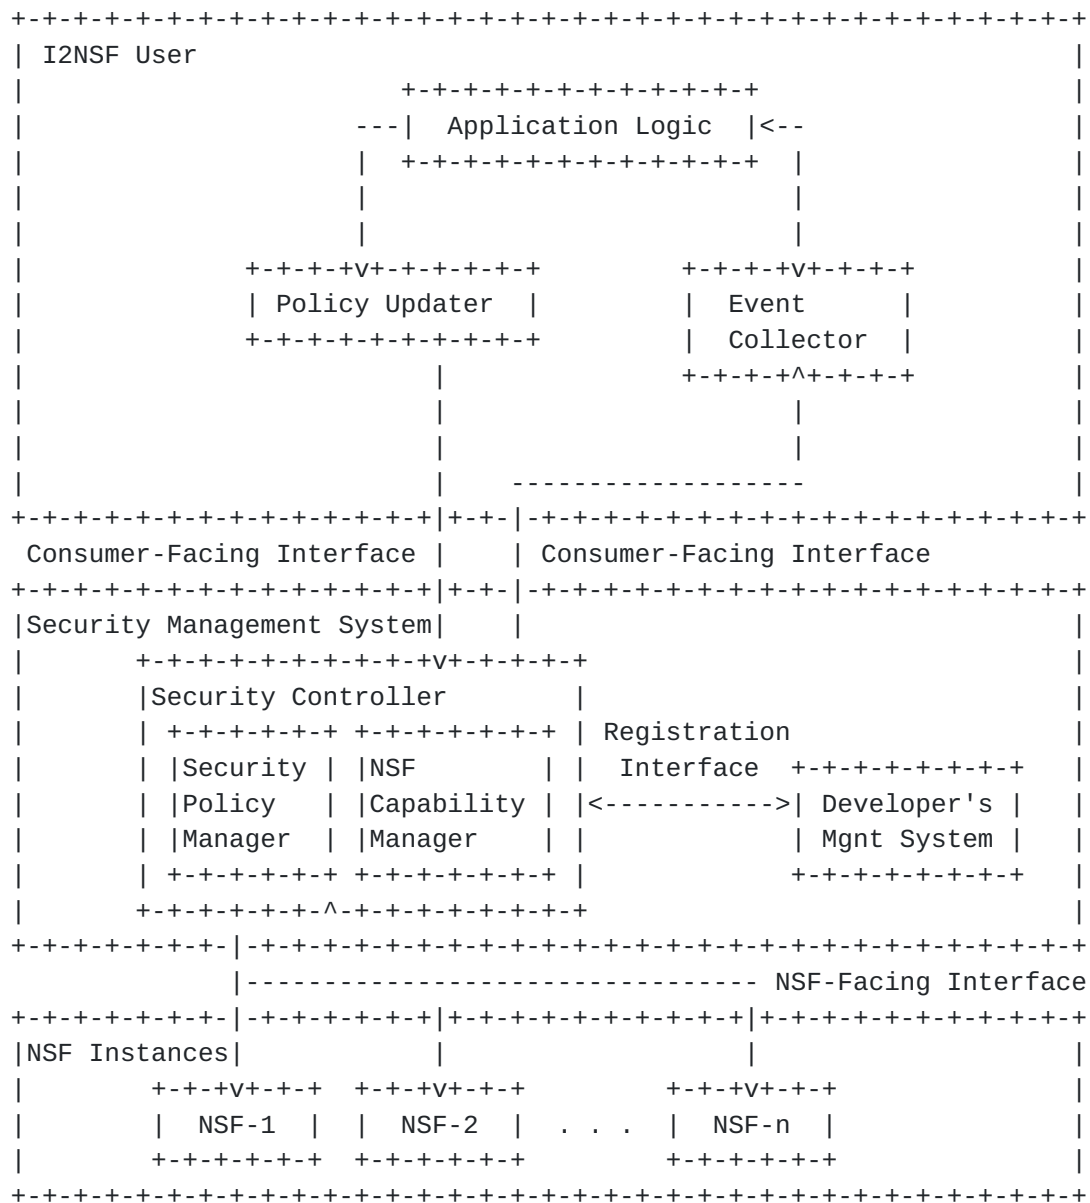 I2NSF User
Application Logic
Policy Updater
Event
Collector
Consumer-Facing Interface
Consumer-Facing Interface
Security Management System
Security Controller
Registration
Interface
Security
Policy
Manager
NSF
Capability
Manager
Developer's
Mgnt System
NSF-Facing Interface
NSF Instances
NSF-1
NSF-2
. . .
NSF-n